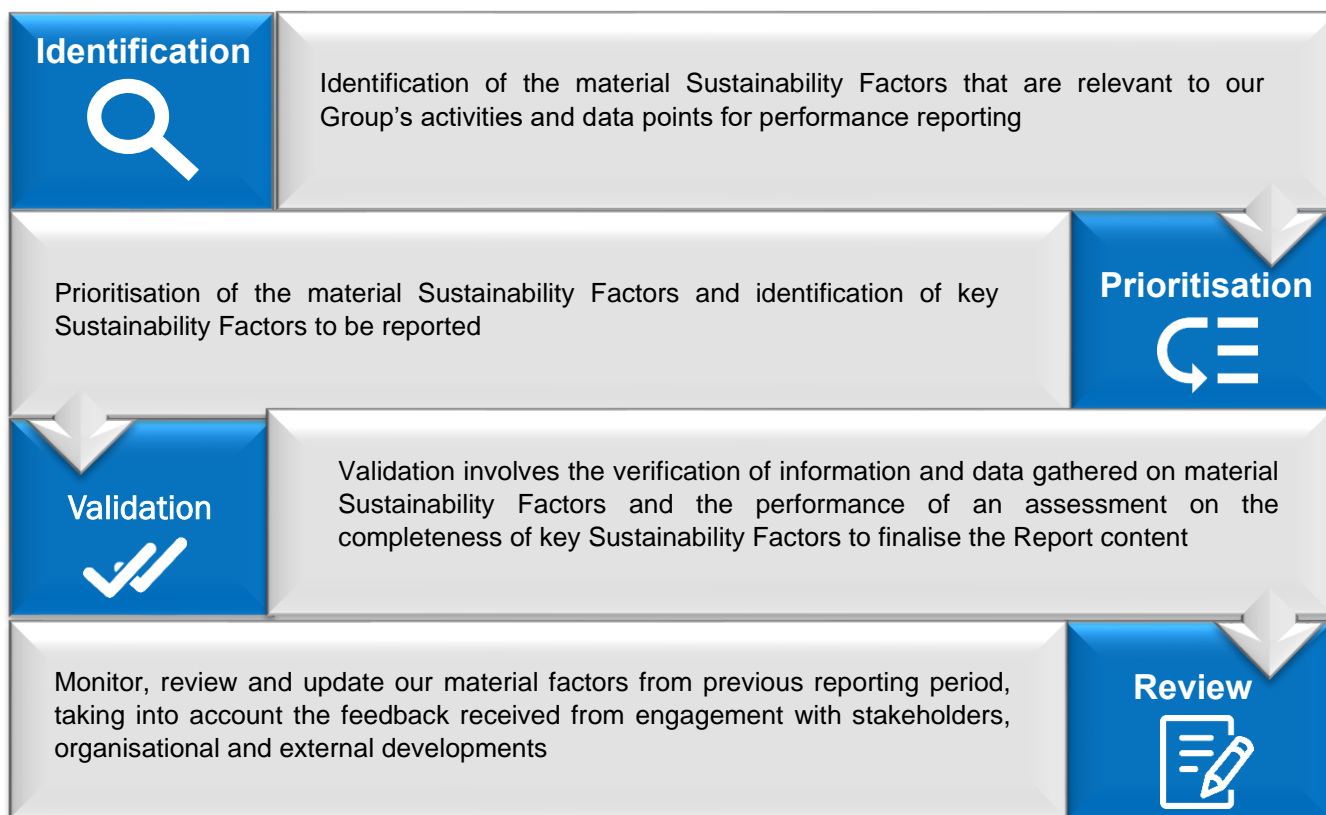 Identification
Identification of the material Sustainability Factors that are relevant to our
Group's activities and data points for performance reporting
Prioritisation of the material Sustainability Factors and identification of key
Sustainability Factors to be reported
Prioritisation
Validation
Validation involves the verification of information and data gathered on material
Sustainability Factors and the performance of an assessment on the
completeness of key Sustainability Factors to finalise the Report content
Monitor, review and update our material factors from previous reporting period,
taking into account the feedback received from engagement with stakeholders,
organisational and external developments
Review